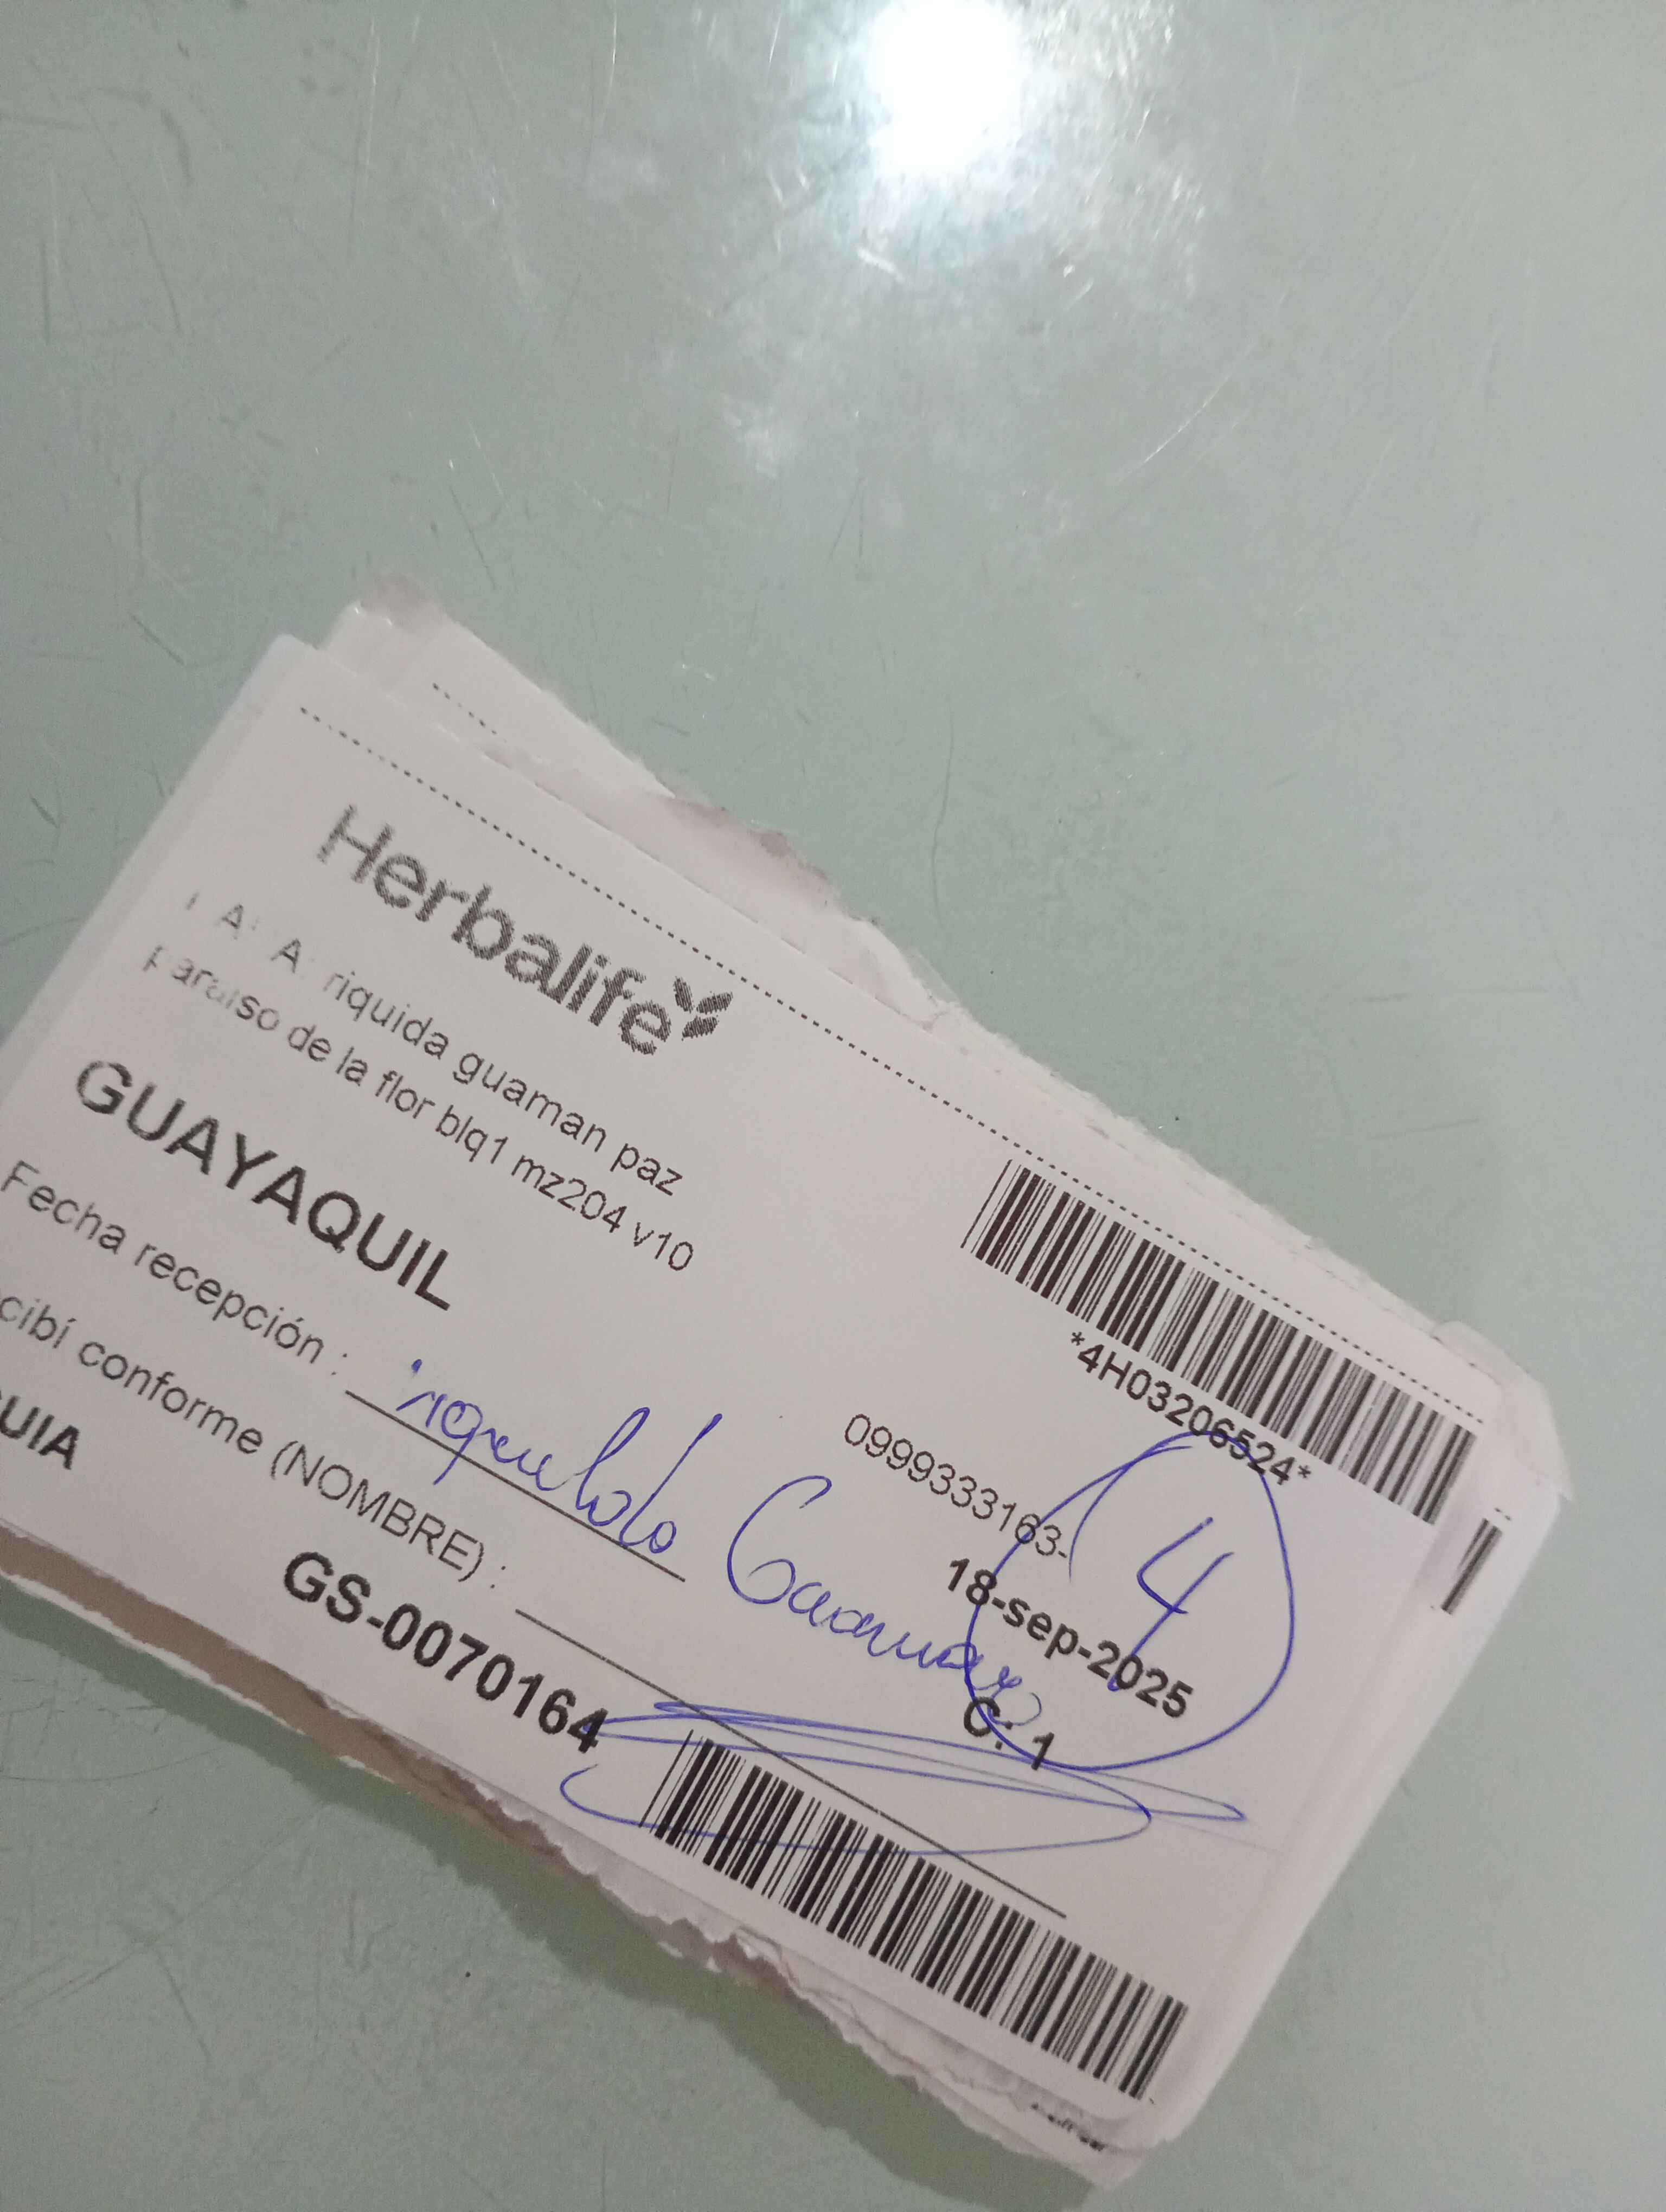 Herbalife
*4H03206524*
riquida guaman paz
paraiso de la flor blq1 mz204 v10
0999333163-
GUAYAQUIL
18-sep-2025
4
Fecha recepción :
C: 1
cibí conforme (NOMBRE) :
UIA
GS-0070164